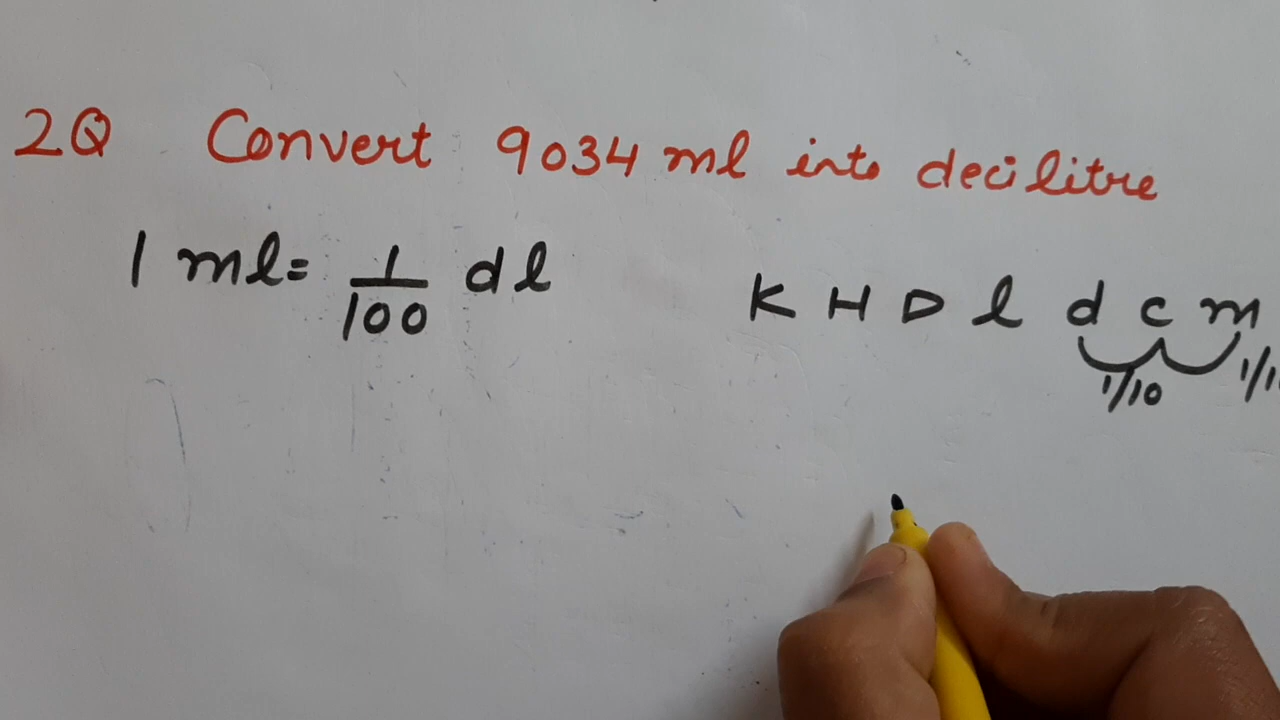 2Q Convert 9034 ml into decilitre
1 ml = 1/100 dl
K H D l d c m
1/10